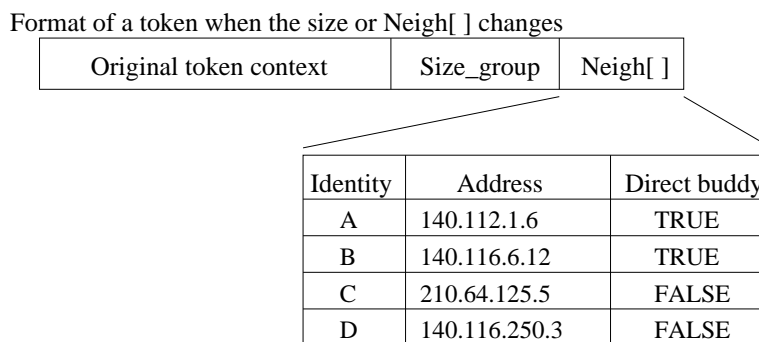 Format of a token when the size or Neigh[ ] changes
Original token context Size_group Neigh[ ]
Identity Address Direct buddy
A 140.112.1.6 TRUE
B 140.116.6.12 TRUE
C 210.64.125.5 FALSE
D 140.116.250.3 FALSE